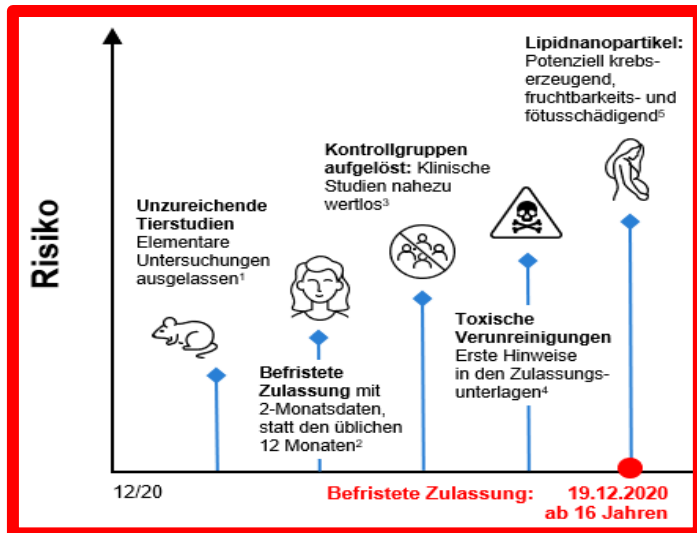 Risiko
Unzureichende
Tierstudien
Elementare
Untersuchungen
ausgelassen¹
Befristete
Zulassung mit
2-Monatsdaten,
statt den üblichen
12 Monaten²
Kontrollgruppen
aufgelöst: Klinische
Studien nahezu
wertlos³
Toxische
Verunreinigungen
Erste Hinweise
in den Zulassungs-
unterlagen⁴
Lipidnanopartikel:
Potenziell krebs-
erzeugend,
fruchtbarkeits- und
fötusschädigend⁵
12/20
Befristete Zulassung: 19.12.2020
ab 16 Jahren